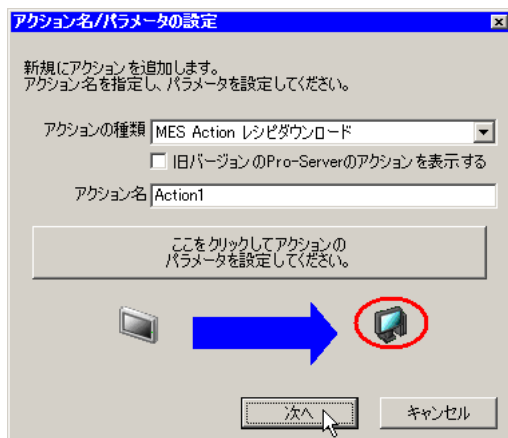 アクション名/パラメータの設定
新規にアクションを追加します。
アクション名を指定し、パラメータを設定してください。
アクションの種類 MES Action レシピダウンロード
旧バージョンのPro-Serverのアクションを表示する
アクション名 Action1
ここをクリックしてアクションの
パラメータを設定してください。
次へ キャンセル